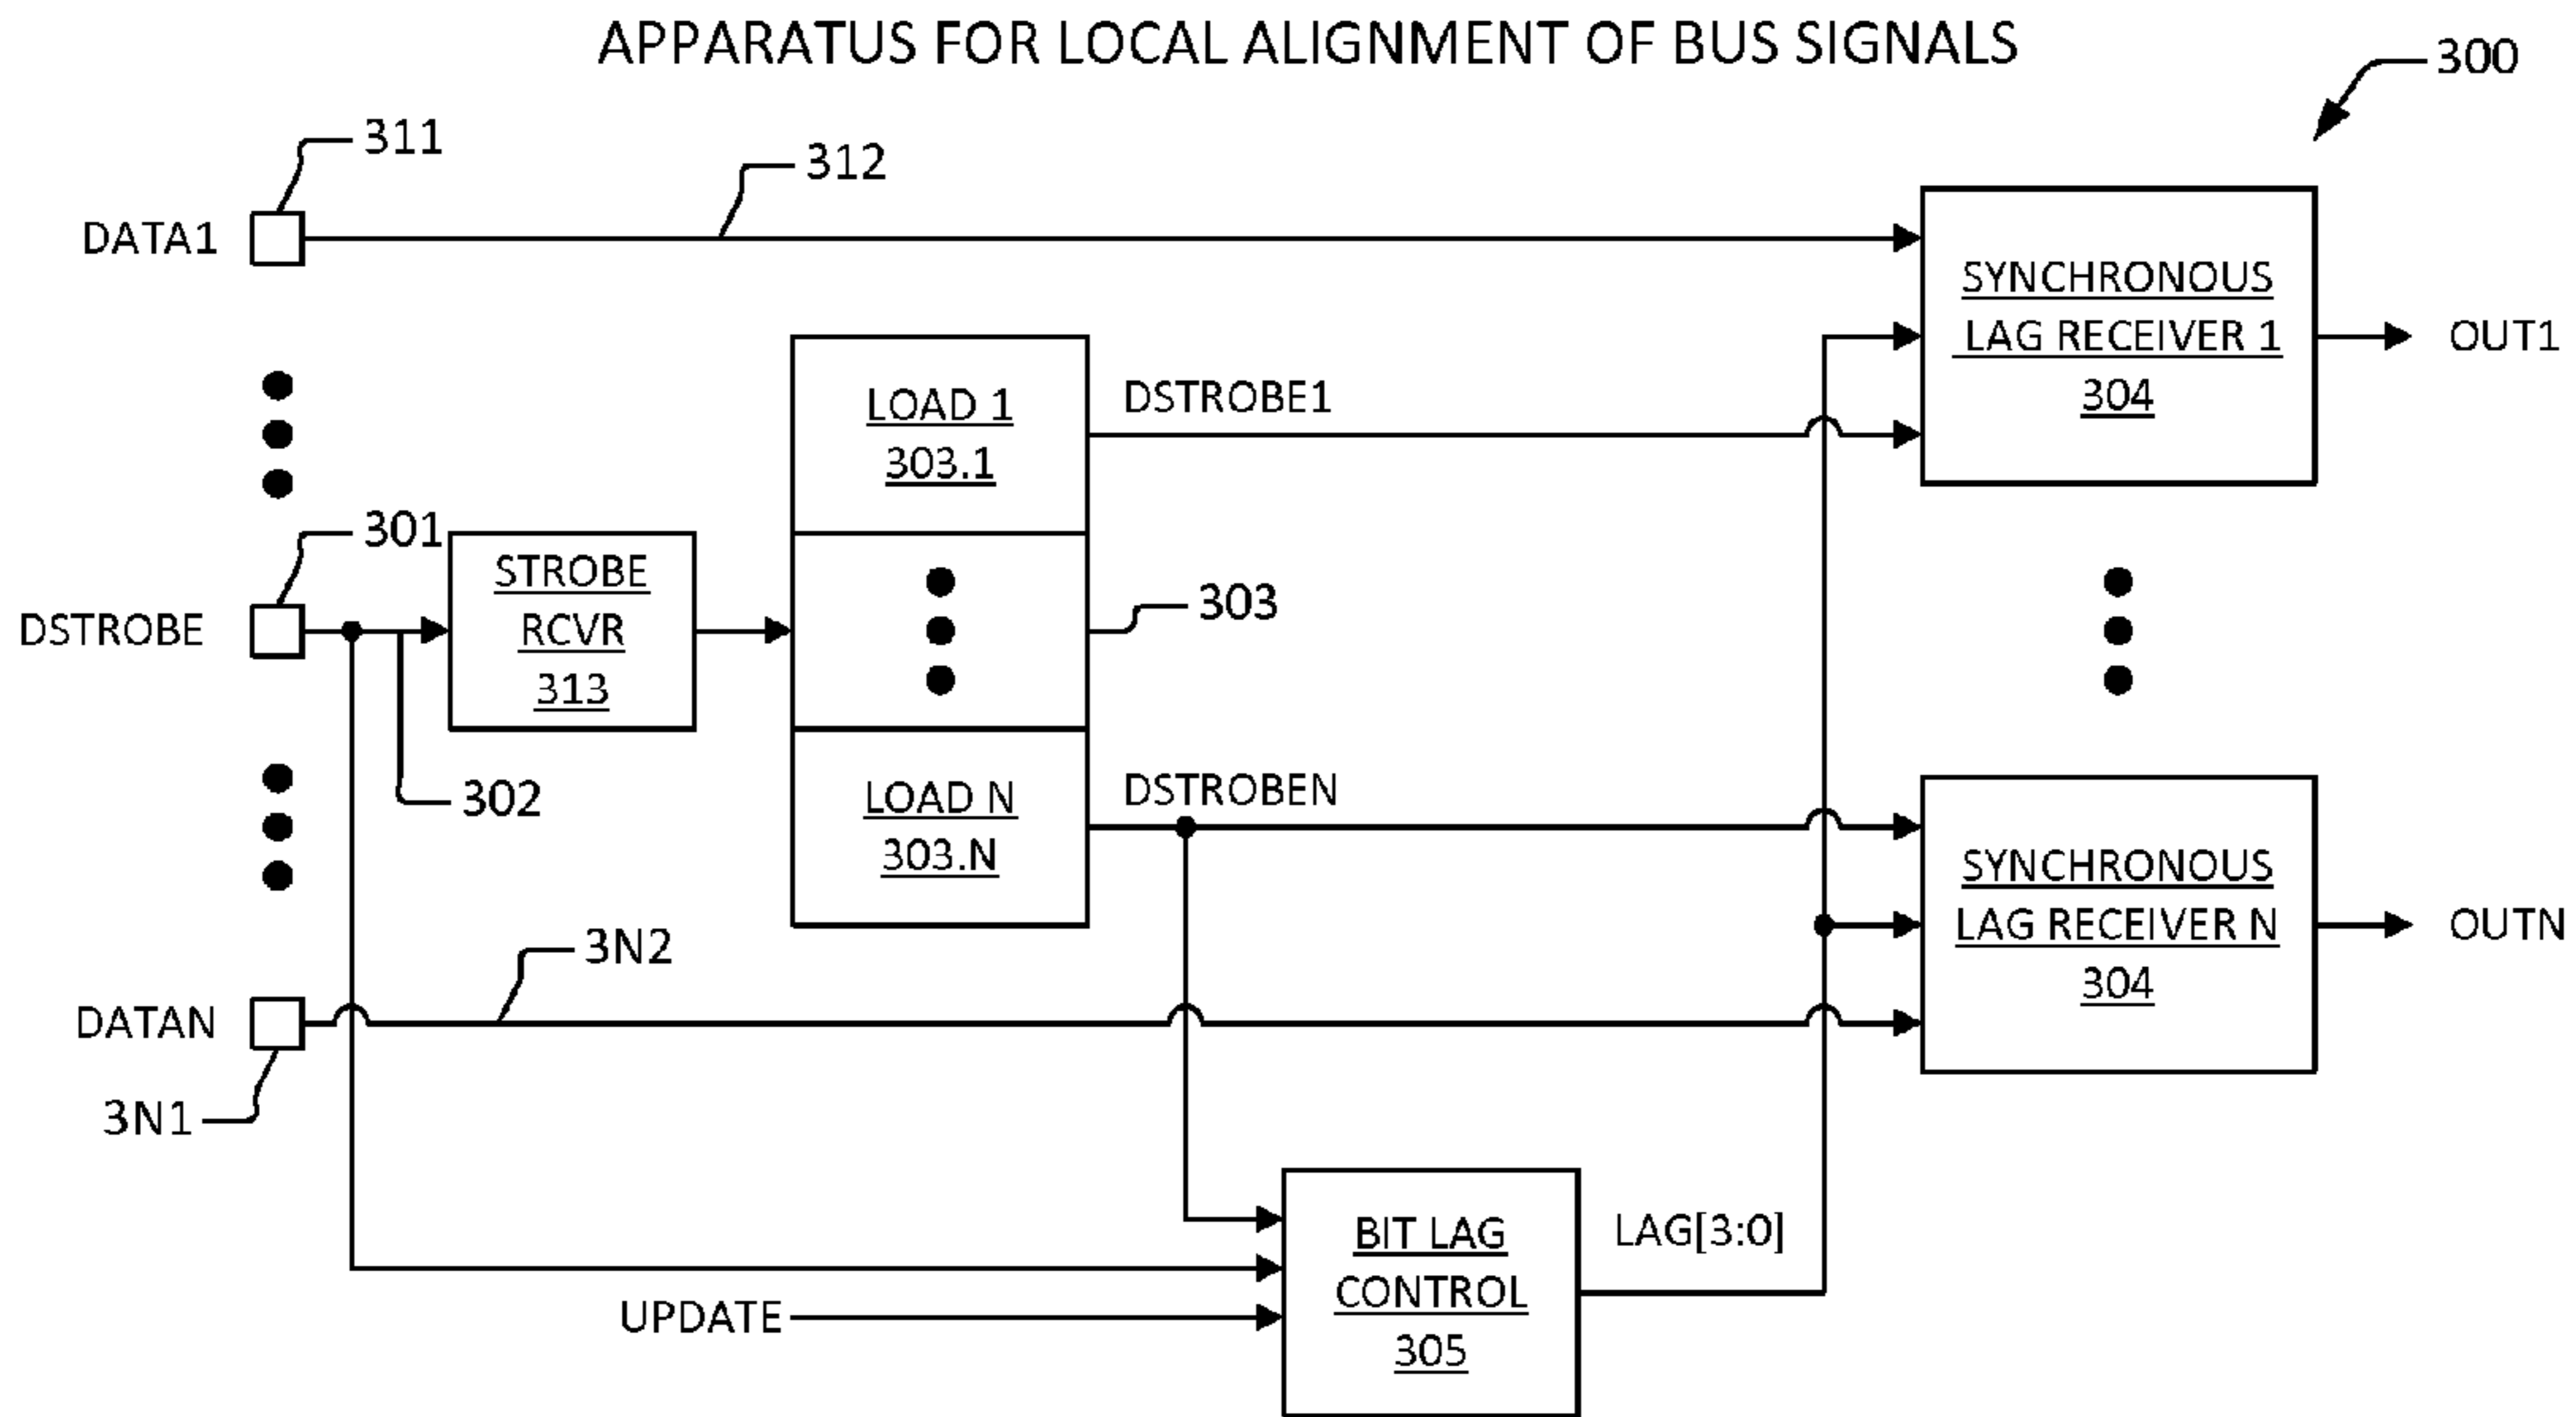 APPARATUS FOR LOCAL ALIGNMENT OF BUS SIGNALS
300
311
312
DATA1
SYNCHRONOUS
LAG RECEIVER 1
304
OUT1
LOAD 1
303.1
DSTROBE1
301
DSTROBE
STROBE
RCVR
313
303
302
LOAD N
303.N
DSTROBEN
SYNCHRONOUS
LAG RECEIVER N
304
OUTN
3N2
DATAN
3N1
BIT LAG
CONTROL
305
LAG[3:0]
UPDATE